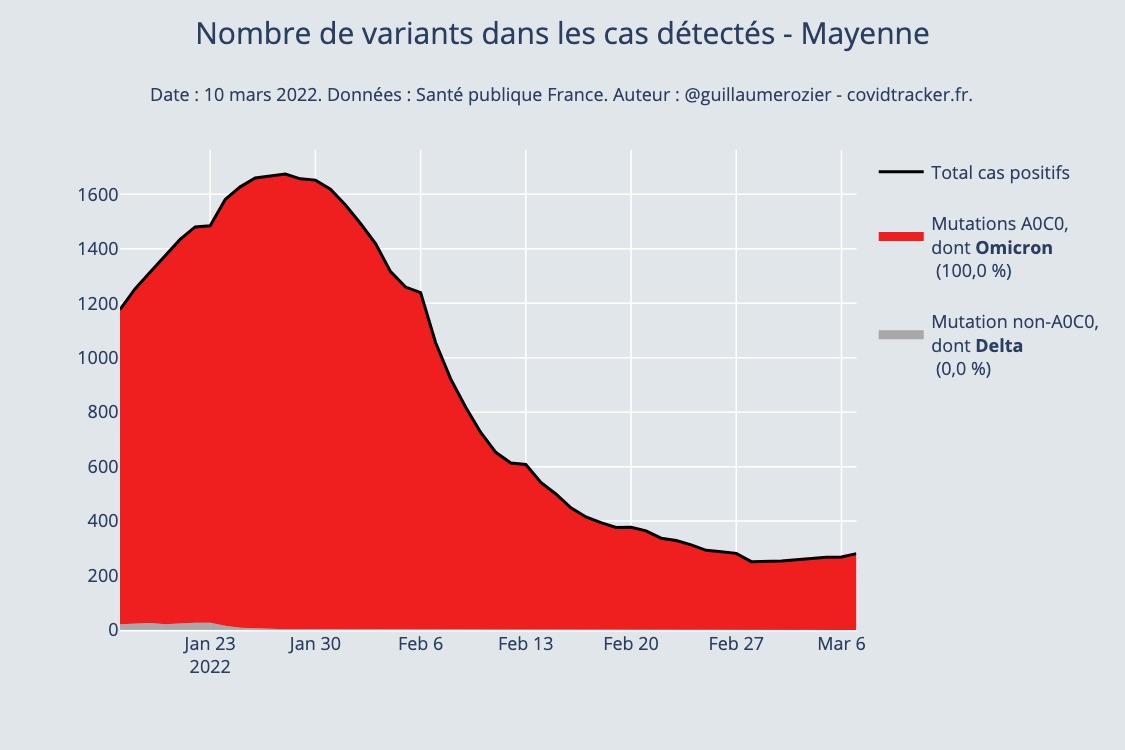 Nombre de variants dans les cas détectés - Mayenne
Date : 10 mars 2022. Données : Santé publique France. Auteur : @guillaumerozier - covidtracker.fr.
1600
1400
1200
1000
800
600
400
200
0
Jan 23
2022
Jan 30
Feb 6
Feb 13
Feb 20
Feb 27
Mar 6
Total cas positifs
Mutations A0C0,
dont Omicron
(100,0 %)
Mutation non-A0C0,
dont Delta
(0,0 %)